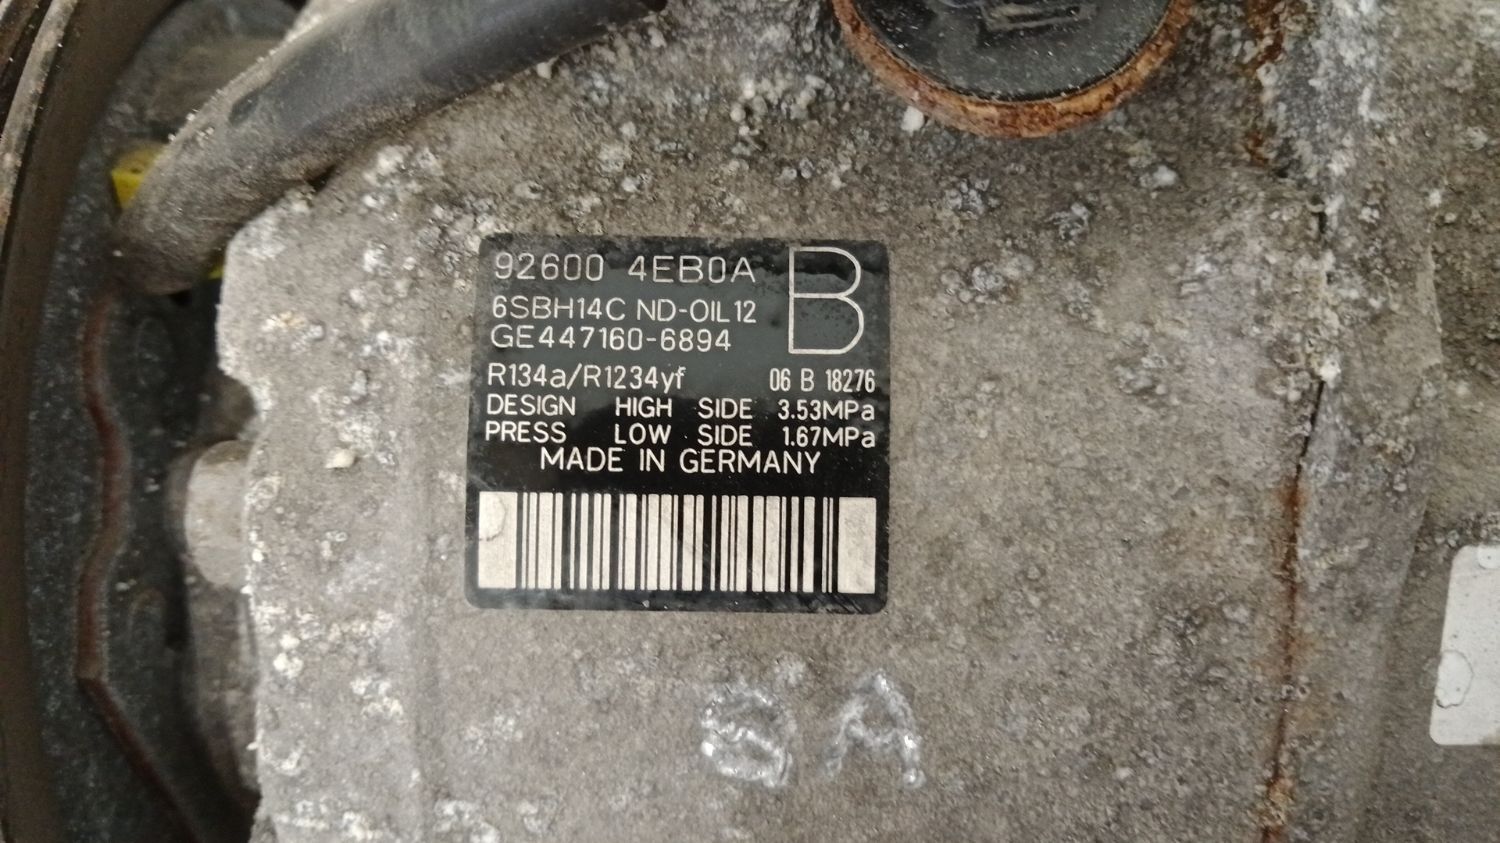 92600 4EB0A
B
6SBH14C ND-OIL12
GE447160-6894
R134a/R1234yf 06 B 18276
DESIGN HIGH SIDE 3.53MPa
PRESS LOW SIDE 1.67MPa
MADE IN GERMANY
8A